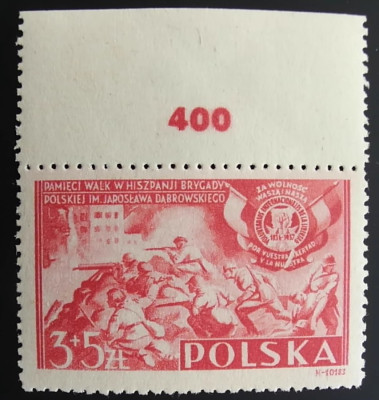 400
PAMIĘCI WALK W HISZPANJI BRYGADY
POLSKIEJ IM. JAROSŁAWA DĄBROWSKIEGO
ZA WOLNOŚĆ
WASZĄ I NASZĄ
POR VUESTRA LIBERTAD
Y LA NUESTRA
3+5 ZŁ
POLSKA